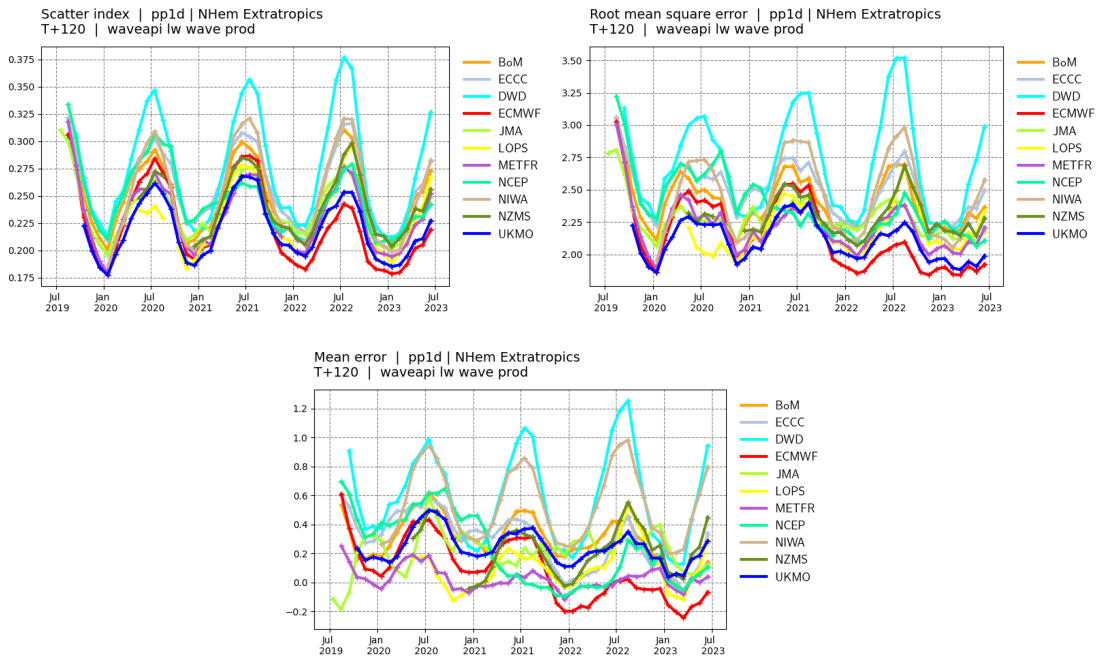 Scatter index | pp1d | NHem Extratropics
T+120 | waveapi lw wave prod
0.375
0.350
0.325
0.300
0.275
0.250
0.225
0.200
0.175
Jul 2019
Jan 2020
Jul 2020
Jan 2021
Jul 2021
Jan 2022
Jul 2022
Jan 2023
Jul 2023
BoM
ECCC
DWD
ECMWF
JMA
LOPS
METFR
NCEP
NIWA
NZMS
UKMO
Root mean square error | pp1d | NHem Extratropics
T+120 | waveapi lw wave prod
3.50
3.25
3.00
2.75
2.50
2.25
2.00
Jul 2019
Jan 2020
Jul 2020
Jan 2021
Jul 2021
Jan 2022
Jul 2022
Jan 2023
Jul 2023
BoM
ECCC
DWD
ECMWF
JMA
LOPS
METFR
NCEP
NIWA
NZMS
UKMO
Mean error | pp1d | NHem Extratropics
T+120 | waveapi lw wave prod
1.2
1.0
0.8
0.6
0.4
0.2
0.0
−0.2
Jul 2019
Jan 2020
Jul 2020
Jan 2021
Jul 2021
Jan 2022
Jul 2022
Jan 2023
Jul 2023
BoM
ECCC
DWD
ECMWF
JMA
LOPS
METFR
NCEP
NIWA
NZMS
UKMO